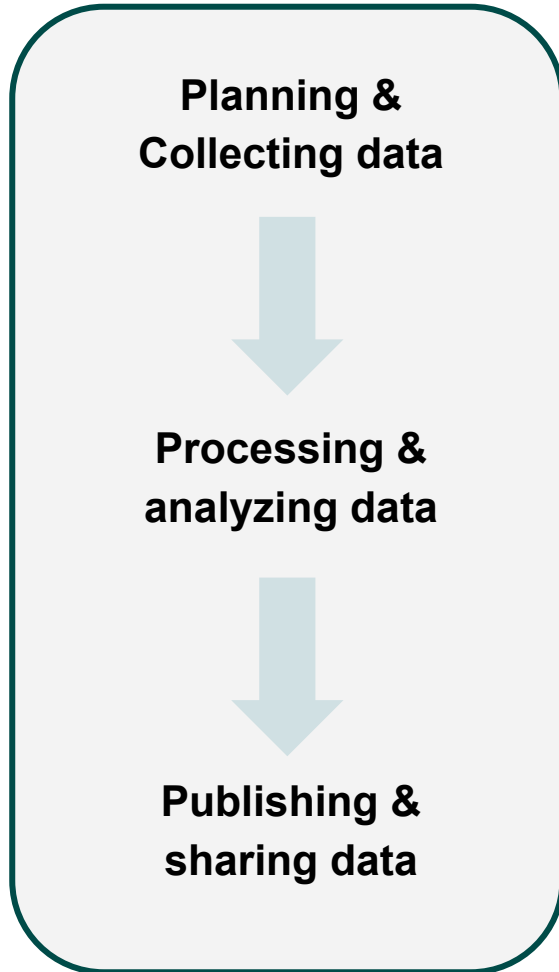 Planning &
Collecting data
Processing &
analyzing data
Publishing &
sharing data